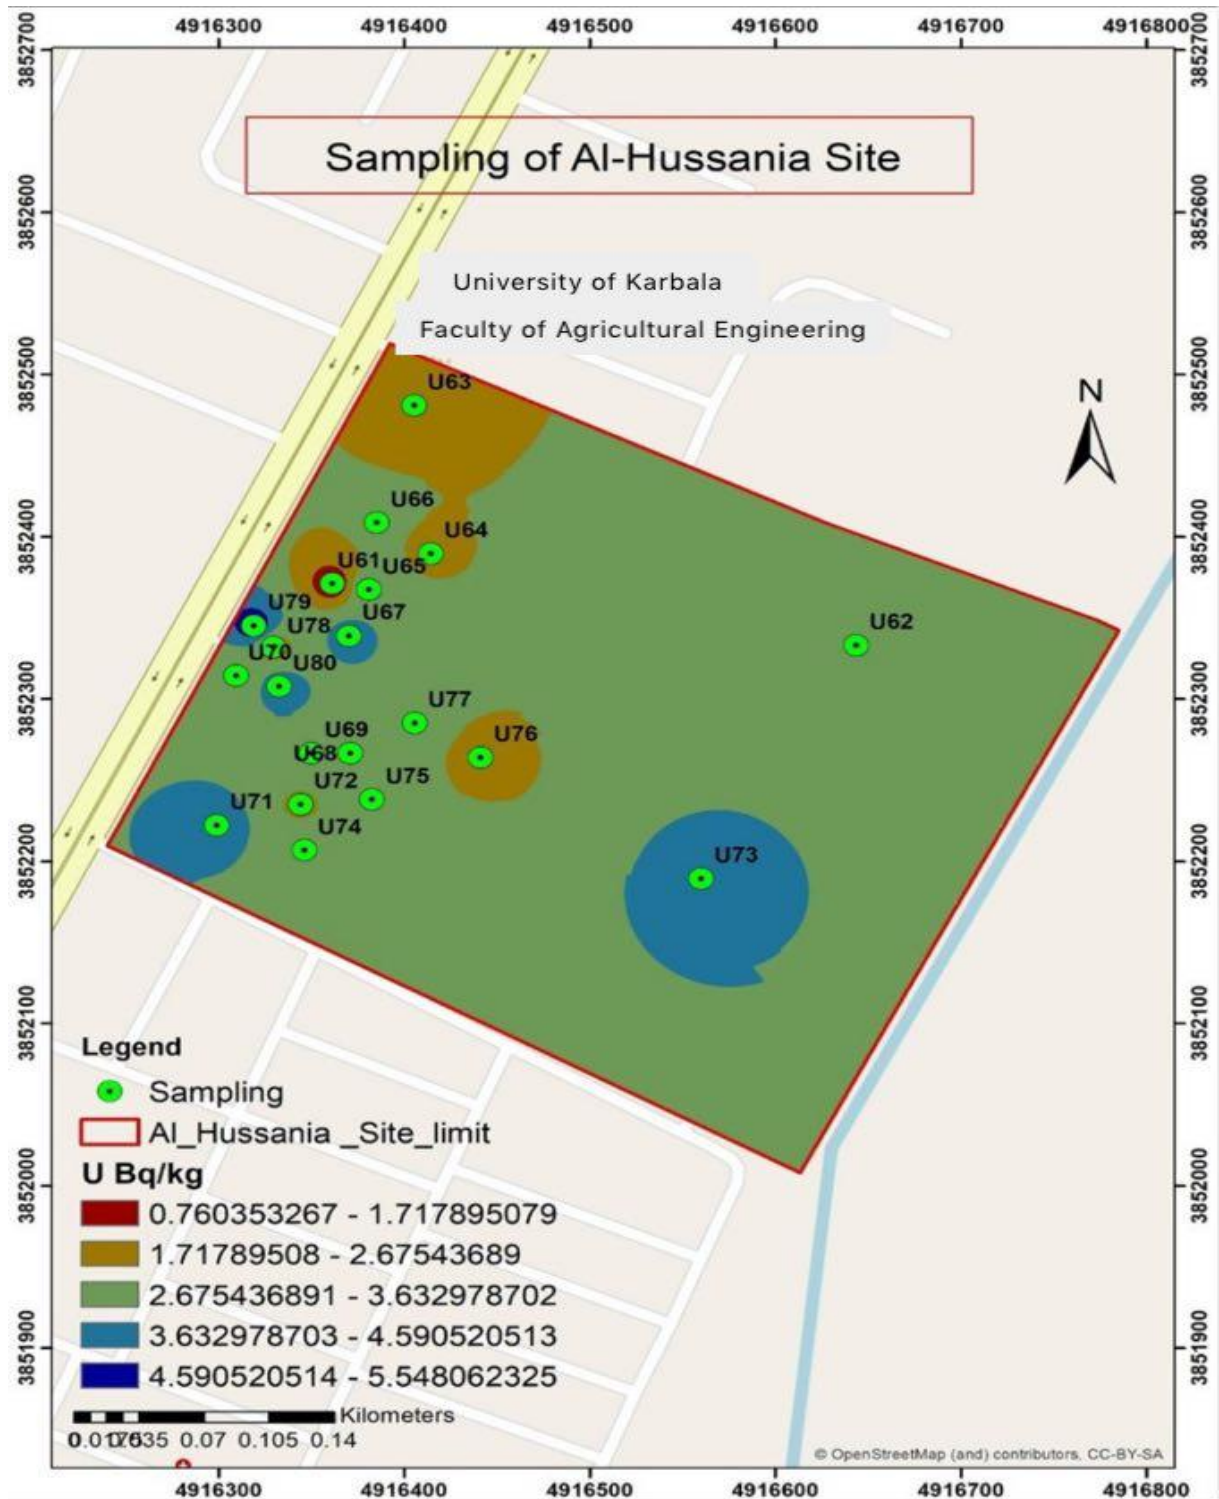 4916300 4916400 4916500 4916600 4916700 4916800
3852700 3852700
Sampling of Al-Hussania Site
3852600 3852600
University of Karbala
Faculty of Agricultural Engineering
3852500 3852500
U63
N
U66
U64
3852400 3852400
U61 U65
U79 U67
U78
U62
U70 U80
3852300 3852300
U77
U69 U76
U68
U72 U75
U71
U74
U73
3852200 3852200
3852100 3852100
Legend
Sampling
Al_Hussania _Site_limit
U Bq/kg
3852000 3852000
0.760353267 - 1.717895079
1.71789508 - 2.67543689
2.675436891 - 3.632978702
3.632978703 - 4.590520513
3851900 3851900
4.590520514 - 5.548062325
Kilometers
0.07 0.105 0.14
© OpenStreetMap (and) contributors, CC-BY-SA
4916300 4916400 4916500 4916600 4916700 4916800